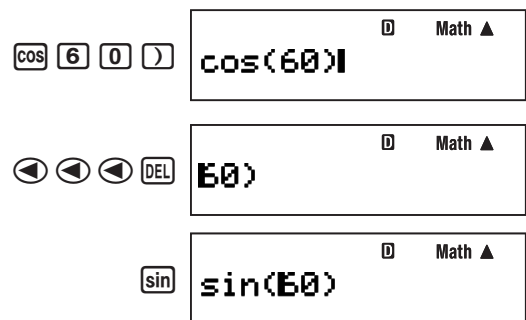 D Math ▲
cos 6 0 ) cos(60)
D Math ▲
◀ ◀ ◀ DEL 60)
D Math ▲
sin sin(60)